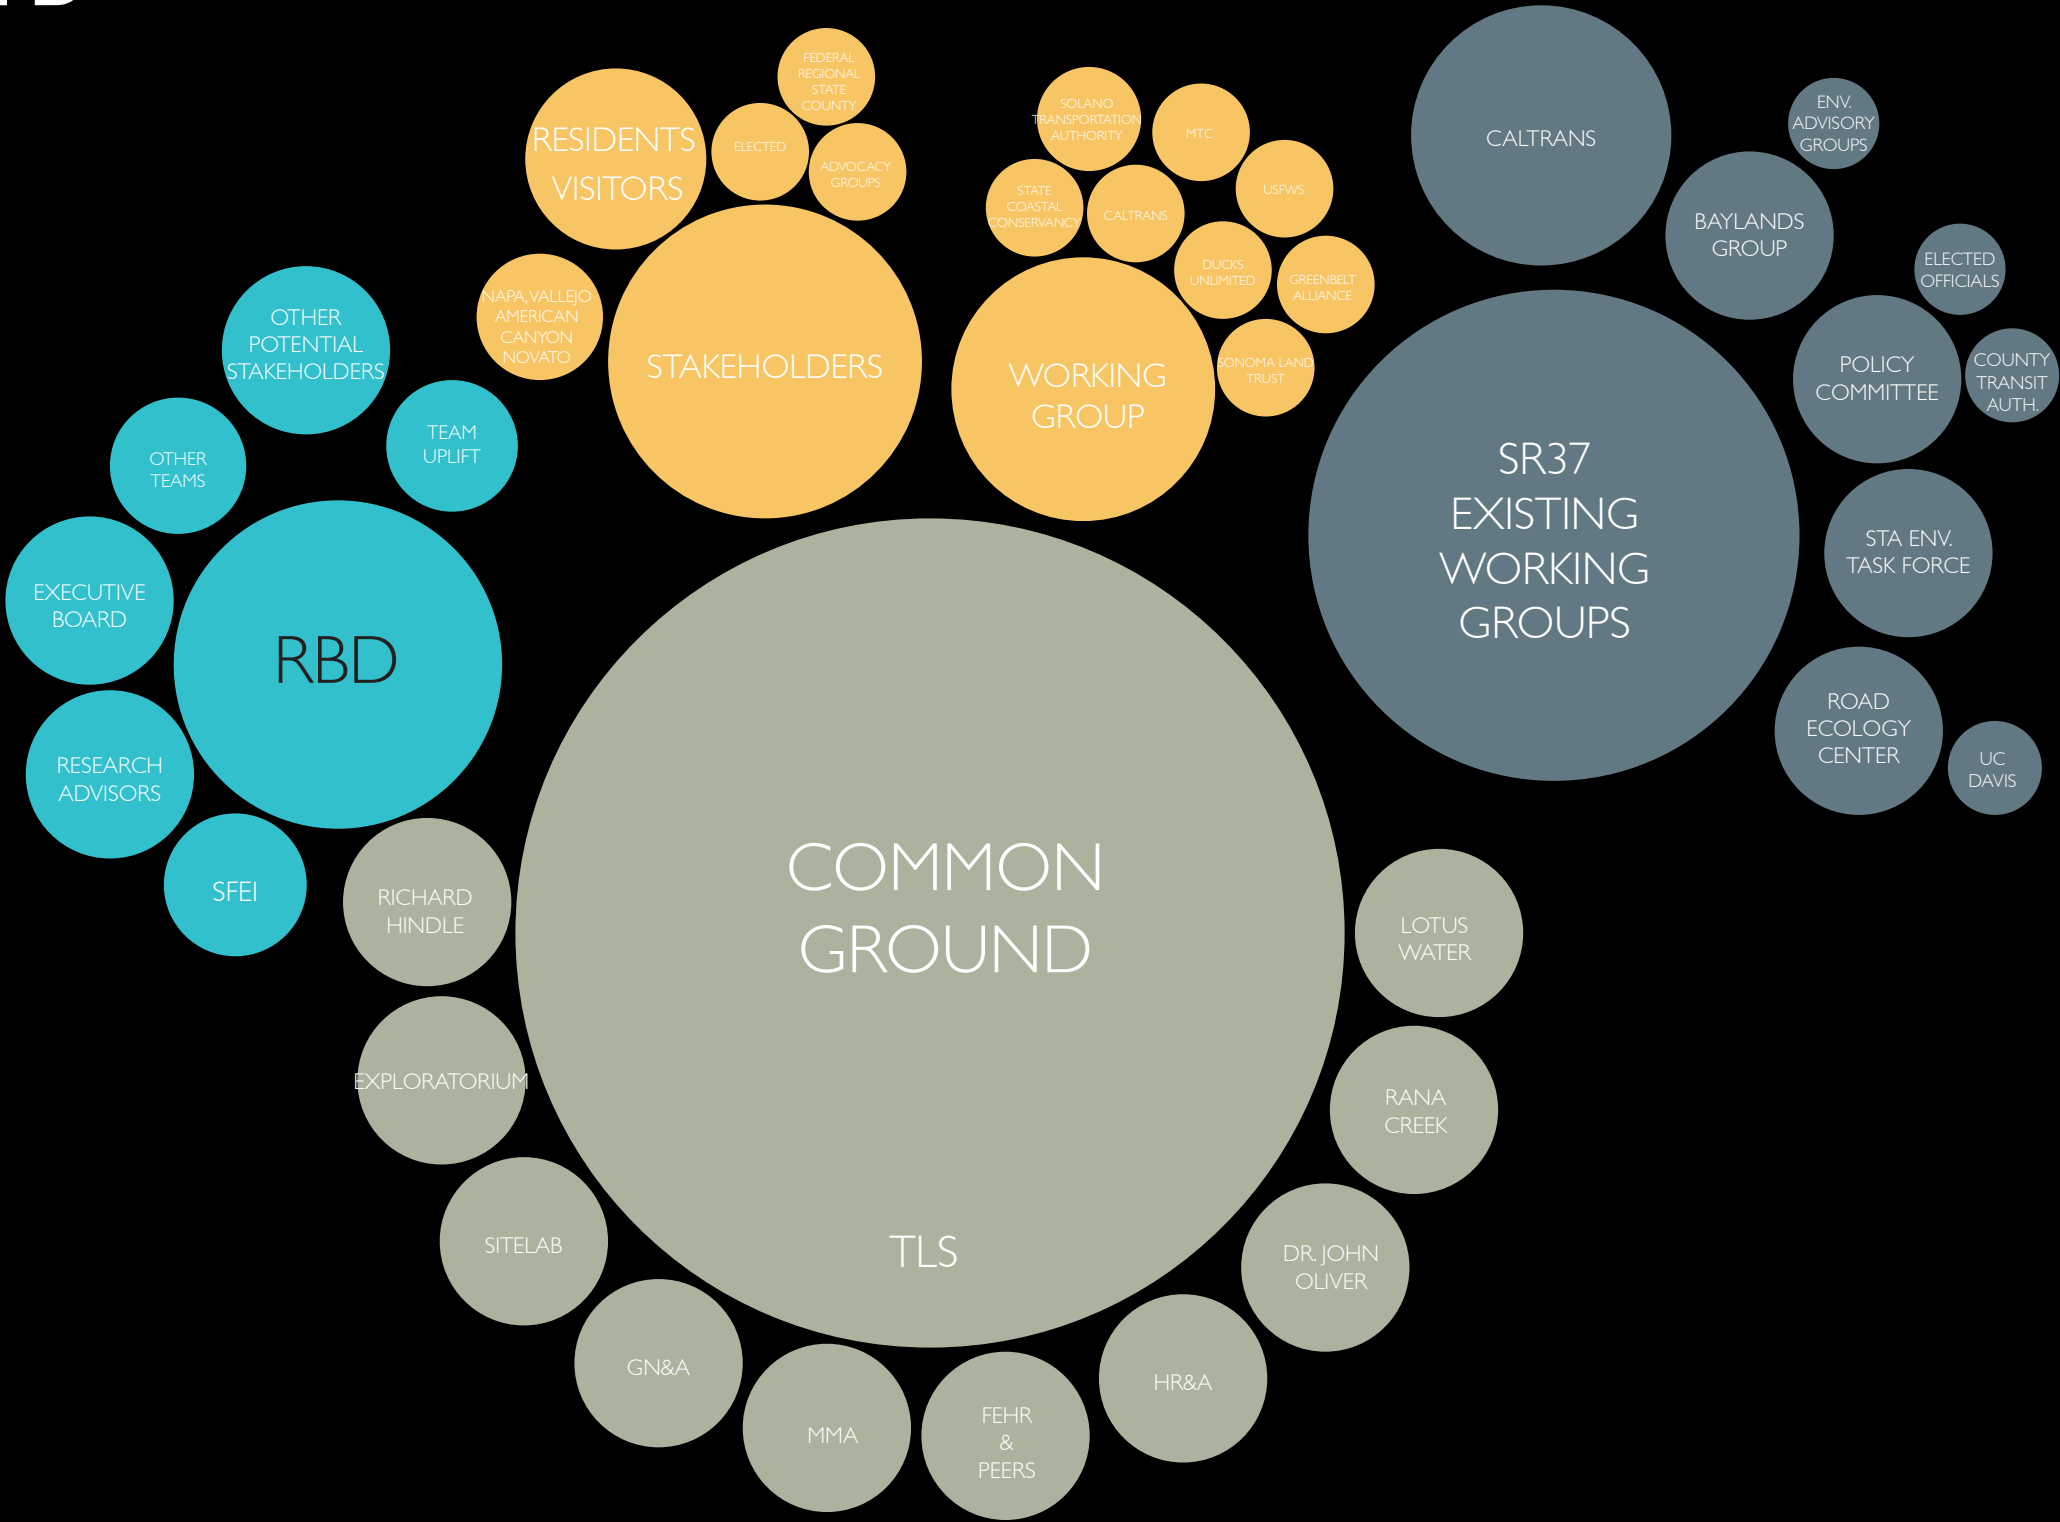 FEDERAL
REGIONAL
STATE
COUNTY
ELECTED
ADVOCACY
GROUPS
RESIDENTS
VISITORS
NAPA, VALLEJO
AMERICAN
CANYON
NOVATO
STAKEHOLDERS
SOLANO
TRANSPORTATION
AUTHORITY
MTC
USFWS
STATE
COASTAL
CONSERVANCY
CALTRANS
DUCKS
UNLIMITED
GREENBELT
ALLIANCE
SONOMA LAND
TRUST
WORKING
GROUP
CALTRANS
ENV.
ADVISORY
GROUPS
BAYLANDS
GROUP
ELECTED
OFFICIALS
POLICY
COMMITTEE
COUNTY
TRANSIT
AUTH.
SR37
EXISTING
WORKING
GROUPS
STA ENV.
TASK FORCE
ROAD
ECOLOGY
CENTER
UC
DAVIS
OTHER
POTENTIAL
STAKEHOLDERS
TEAM
UPLIFT
OTHER
TEAMS
EXECUTIVE
BOARD
RBD
RESEARCH
ADVISORS
SFEI
COMMON
GROUND
TLS
RICHARD
HINDLE
EXPLORATORIUM
SITELAB
GN&A
MMA
FEHR
&
PEERS
HR&A
DR. JOHN
OLIVER
RANA
CREEK
LOTUS
WATER